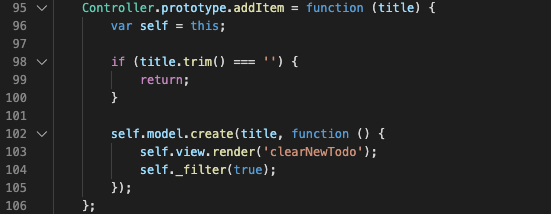 95 Controller.prototype.addItem = function (title) {
96 var self = this;
97
98 if (title.trim() === '') {
99 return;
100 }
101
102 self.model.create(title, function () {
103 self.view.render('clearNewTodo');
104 self._filter(true);
105 });
106 };